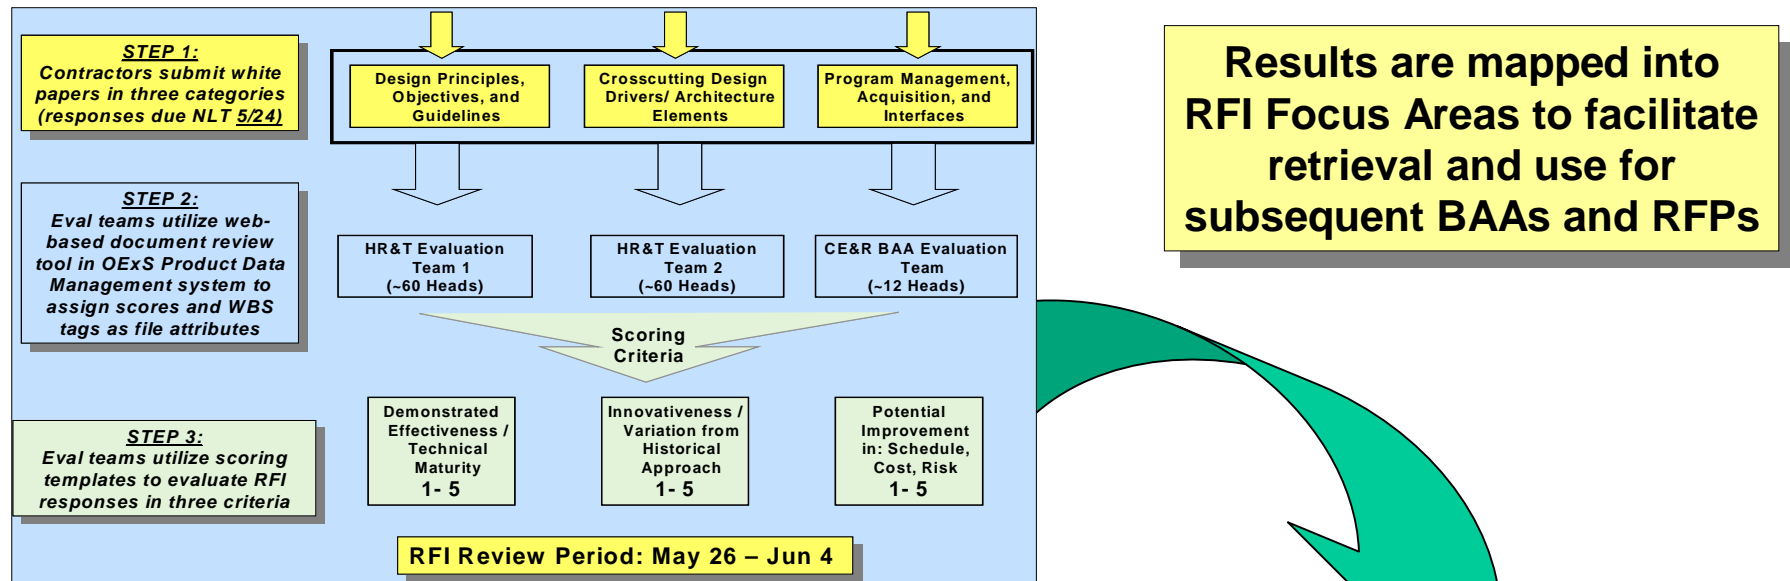 STEP 1:
Contractors submit white
papers in three categories
(responses due NLT 5/24)
Design Principles,
Objectives, and
Guidelines
Crosscutting Design
Drivers/ Architecture
Elements
Program Management,
Acquisition, and
Interfaces
STEP 2:
Eval teams utilize web-
based document review
tool in OExS Product Data
Management system to
assign scores and WBS
tags as file attributes
HR&T Evaluation
Team 1
(~60 Heads)
HR&T Evaluation
Team 2
(~60 Heads)
CE&R BAA Evaluation
Team
(~12 Heads)
Scoring
Criteria
STEP 3:
Eval teams utilize scoring
templates to evaluate RFI
responses in three criteria
Demonstrated
Effectiveness /
Technical
Maturity
1- 5
Innovativeness /
Variation from
Historical
Approach
1- 5
Potential
Improvement
in: Schedule,
Cost, Risk
1- 5
RFI Review Period: May 26 – Jun 4
Results are mapped into
RFI Focus Areas to facilitate
retrieval and use for
subsequent BAAs and RFPs